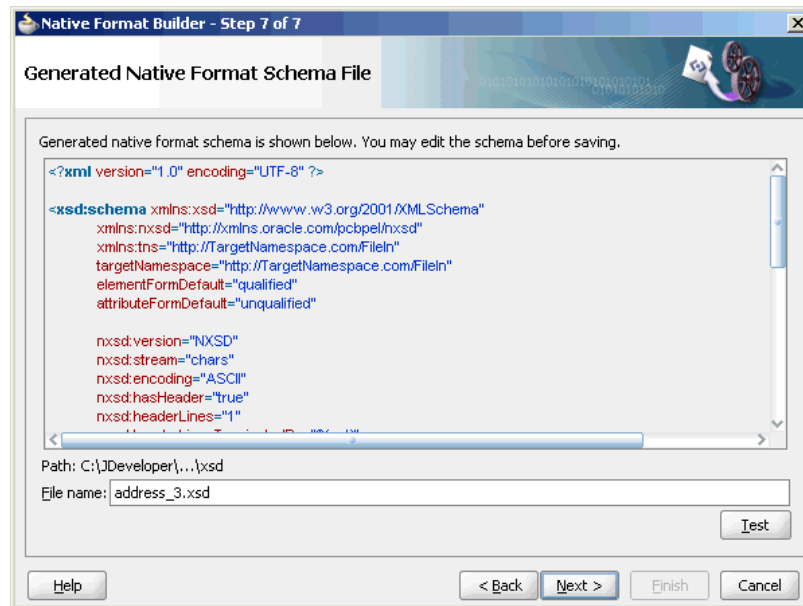 Native Format Builder - Step 7 of 7
Generated Native Format Schema File
Generated native format schema is shown below. You may edit the schema before saving.
<?xml version="1.0" encoding="UTF-8" ?>
<xsd:schema xmlns:xsd="http://www.w3.org/2001/XMLSchema"
xmlns:nxsd="http://xmlns.oracle.com/pcbpel/nxsd"
xmlns:tns="http://TargetNamespace.com/FileIn"
targetNamespace="http://TargetNamespace.com/FileIn"
elementFormDefault="qualified"
attributeFormDefault="unqualified"
nxsd:version="NXSD"
nxsd:stream="chars"
nxsd:encoding="ASCII"
nxsd:hasHeader="true"
nxsd:headerLines="1"
Path: C:\JDeveloper\...\xsd
File name: address_3.xsd
Test
Help < Back Next > Finish Cancel